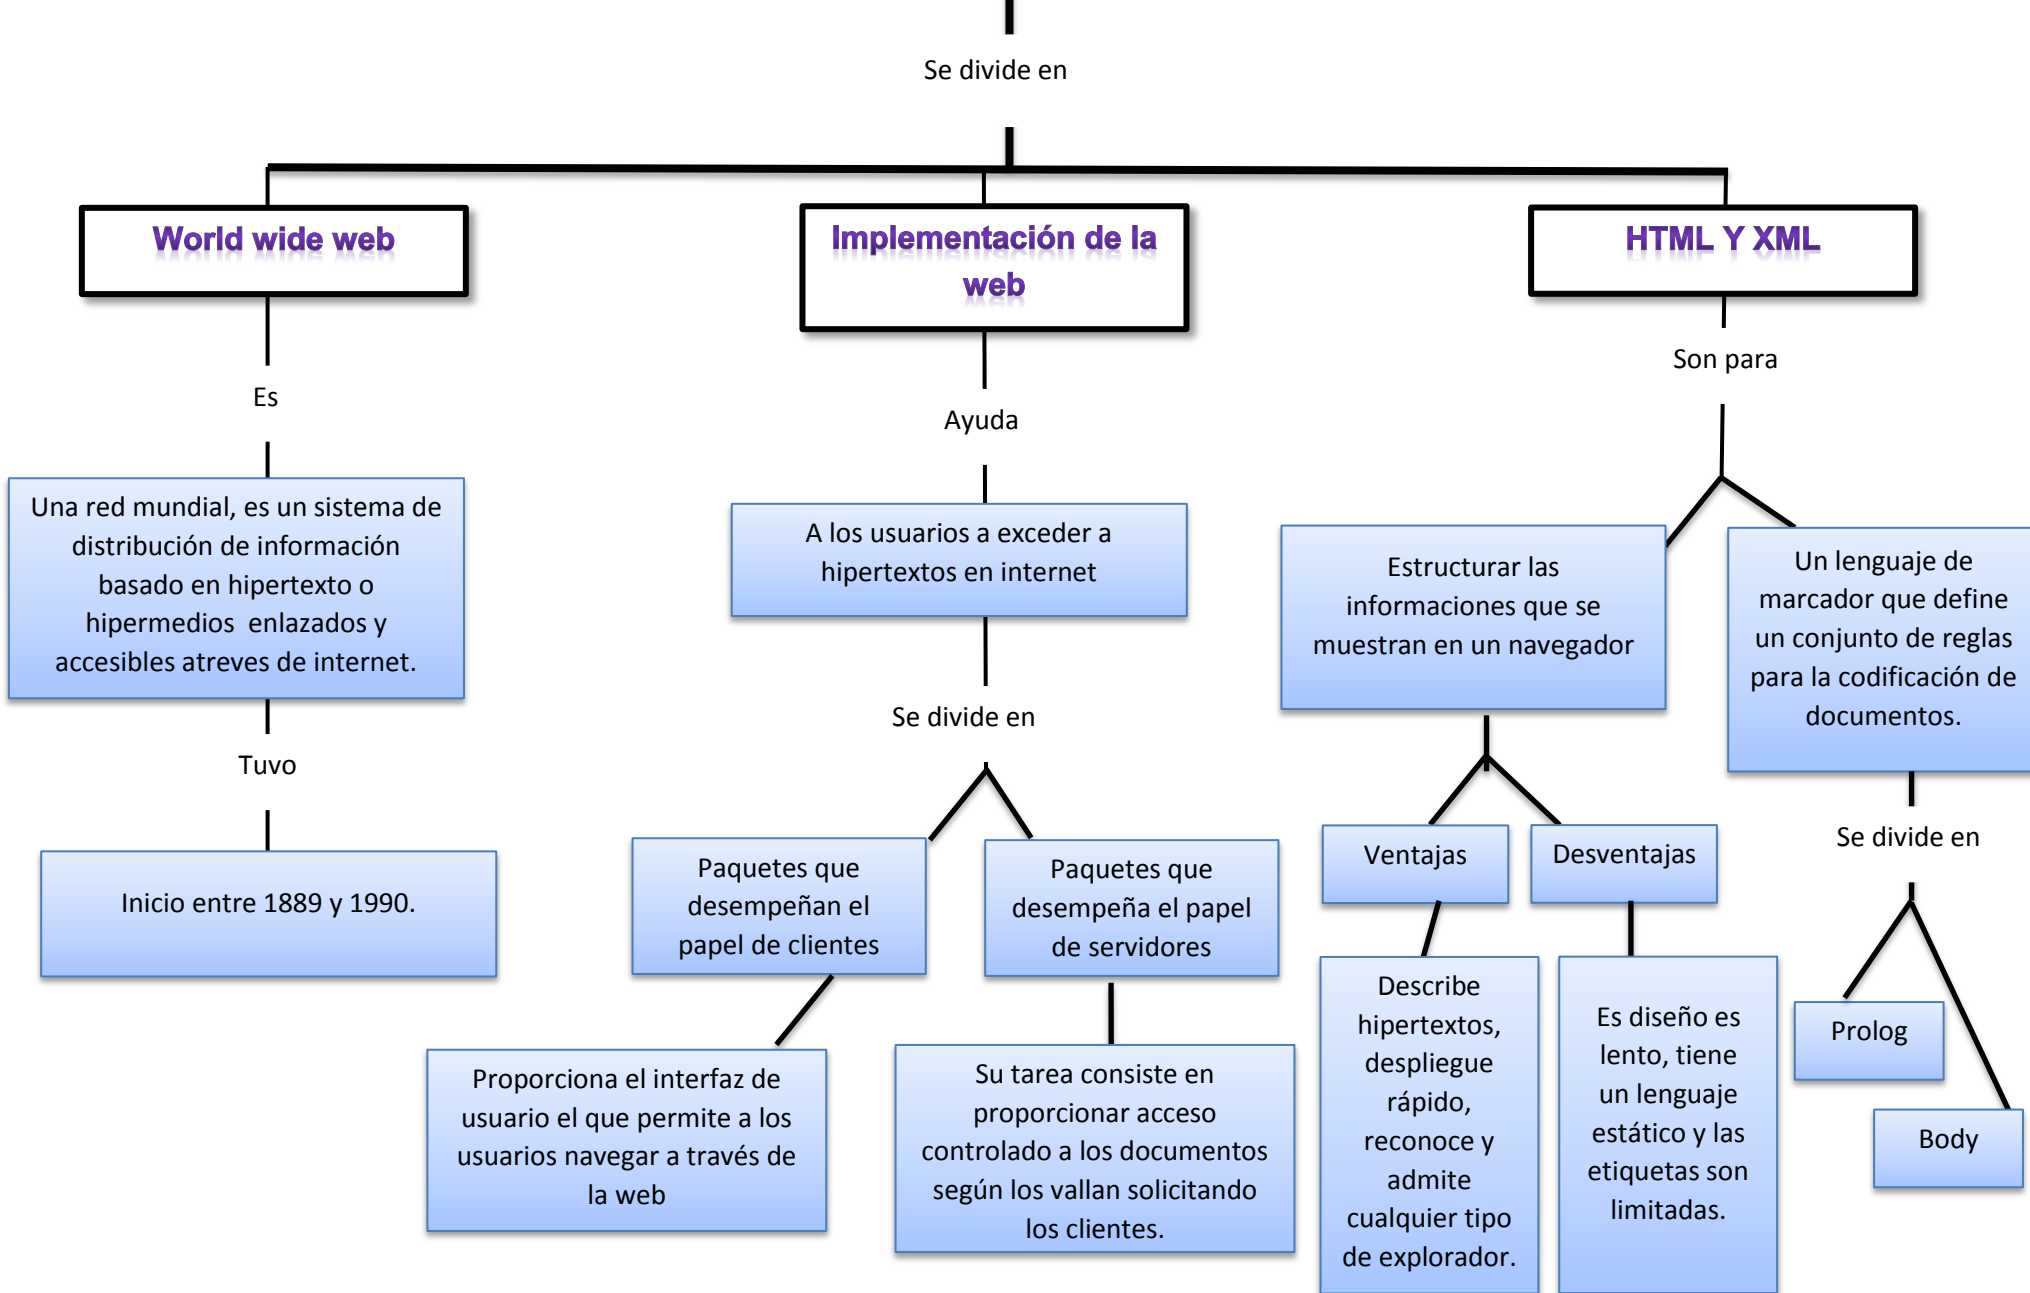 Se divide en
World wide web
Es
Una red mundial, es un sistema de
distribución de información
basado en hipertexto o
hipermedios enlazados y
accesibles atreves de internet.
Tuvo
Inicio entre 1889 y 1990.
Implementación de la
web
Ayuda
A los usuarios a exceder a
hipertextos en internet
Se divide en
Paquetes que
desempeñan el
papel de clientes
Proporciona el interfaz de
usuario el que permite a los
usuarios navegar a través de
la web
Paquetes que
desempeña el papel
de servidores
Su tarea consiste en
proporcionar acceso
controlado a los documentos
según los vallan solicitando
los clientes.
HTML Y XML
Son para
Estructurar las
informaciones que se
muestran en un navegador
Ventajas
Describe
hipertextos,
despliegue
rápido,
reconoce y
admite
cualquier tipo
de explorador.
Desventajas
Es diseño es
lento, tiene
un lenguaje
estático y las
etiquetas son
limitadas.
Un lenguaje de
marcador que define
un conjunto de reglas
para la codificación de
documentos.
Se divide en
Prolog
Body